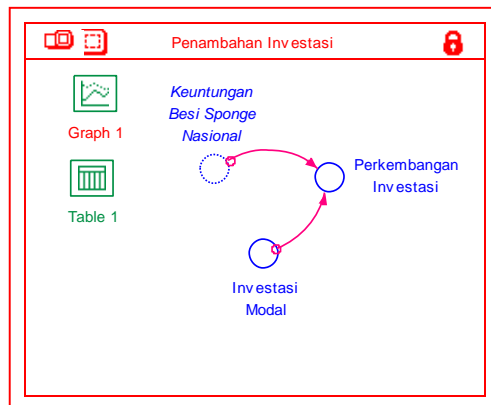 Penambahan Investasi
Keuntungan
Besi Sponge
Nasional
Graph 1
Perkembangan
Investasi
Table 1
Investasi
Modal